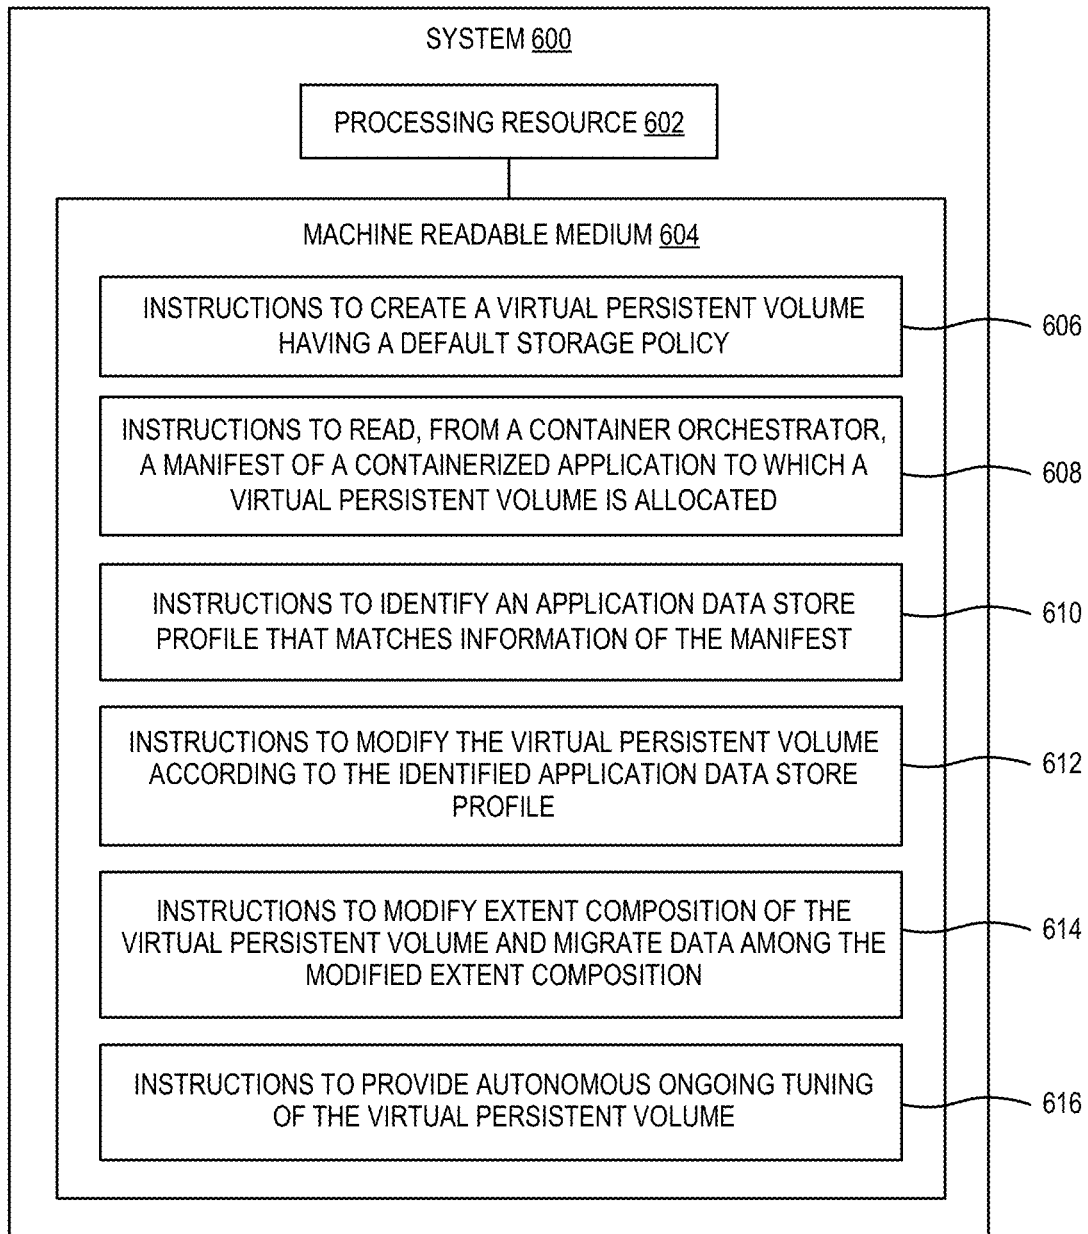 SYSTEM 600
PROCESSING RESOURCE 602
MACHINE READABLE MEDIUM 604
INSTRUCTIONS TO CREATE A VIRTUAL PERSISTENT VOLUME
HAVING A DEFAULT STORAGE POLICY
606
INSTRUCTIONS TO READ, FROM A CONTAINER ORCHESTRATOR,
A MANIFEST OF A CONTAINERIZED APPLICATION TO WHICH A
VIRTUAL PERSISTENT VOLUME IS ALLOCATED
608
INSTRUCTIONS TO IDENTIFY AN APPLICATION DATA STORE
PROFILE THAT MATCHES INFORMATION OF THE MANIFEST
610
INSTRUCTIONS TO MODIFY THE VIRTUAL PERSISTENT VOLUME
ACCORDING TO THE IDENTIFIED APPLICATION DATA STORE
PROFILE
612
INSTRUCTIONS TO MODIFY EXTENT COMPOSITION OF THE
VIRTUAL PERSISTENT VOLUME AND MIGRATE DATA AMONG THE
MODIFIED EXTENT COMPOSITION
614
INSTRUCTIONS TO PROVIDE AUTONOMOUS ONGOING TUNING
OF THE VIRTUAL PERSISTENT VOLUME
616